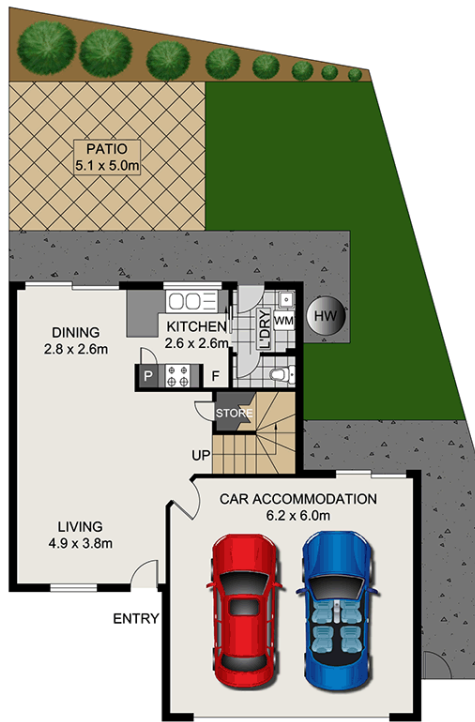 PATIO
5.1 x 5.0m
DINING
2.8 x 2.6m
KITCHEN
2.6 x 2.6m
L'DRY
WM
HW
P
F
STORE
UP
LIVING
4.9 x 3.8m
CAR ACCOMMODATION
6.2 x 6.0m
ENTRY